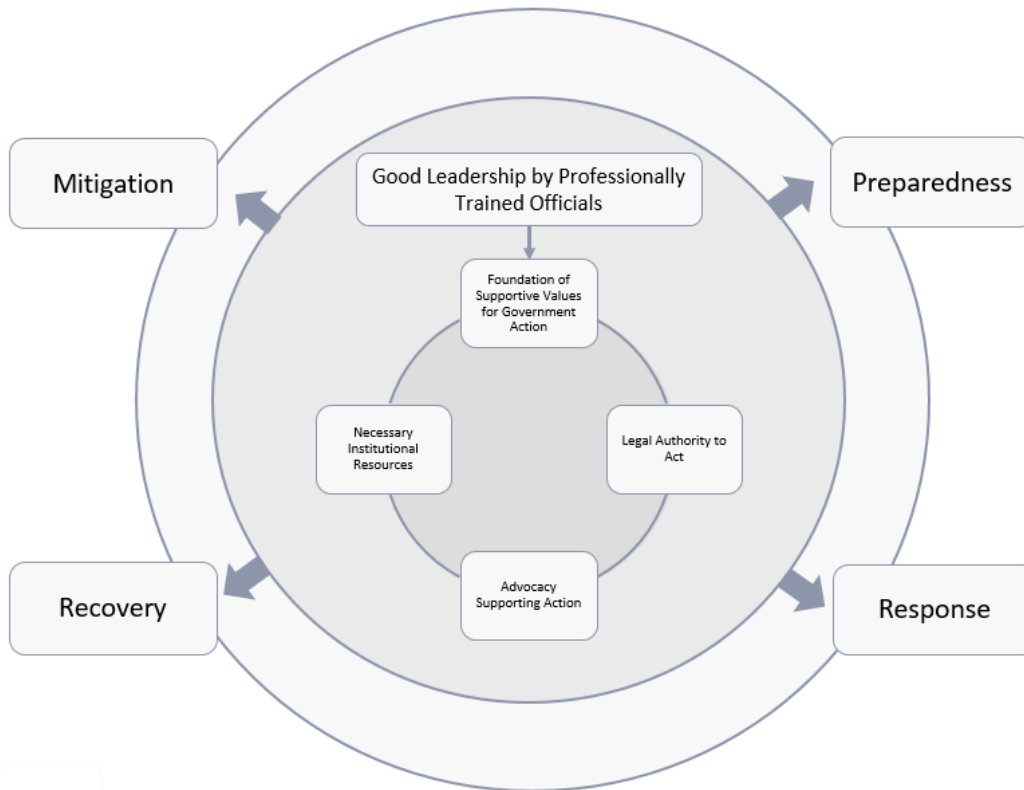 Good Leadership by Professionally
Trained Officials
Mitigation
Preparedness
Foundation of
Supportive Values
for Government
Action
Necessary
Institutional
Resources
Legal Authority to
Act
Advocacy
Supporting Action
Recovery
Response